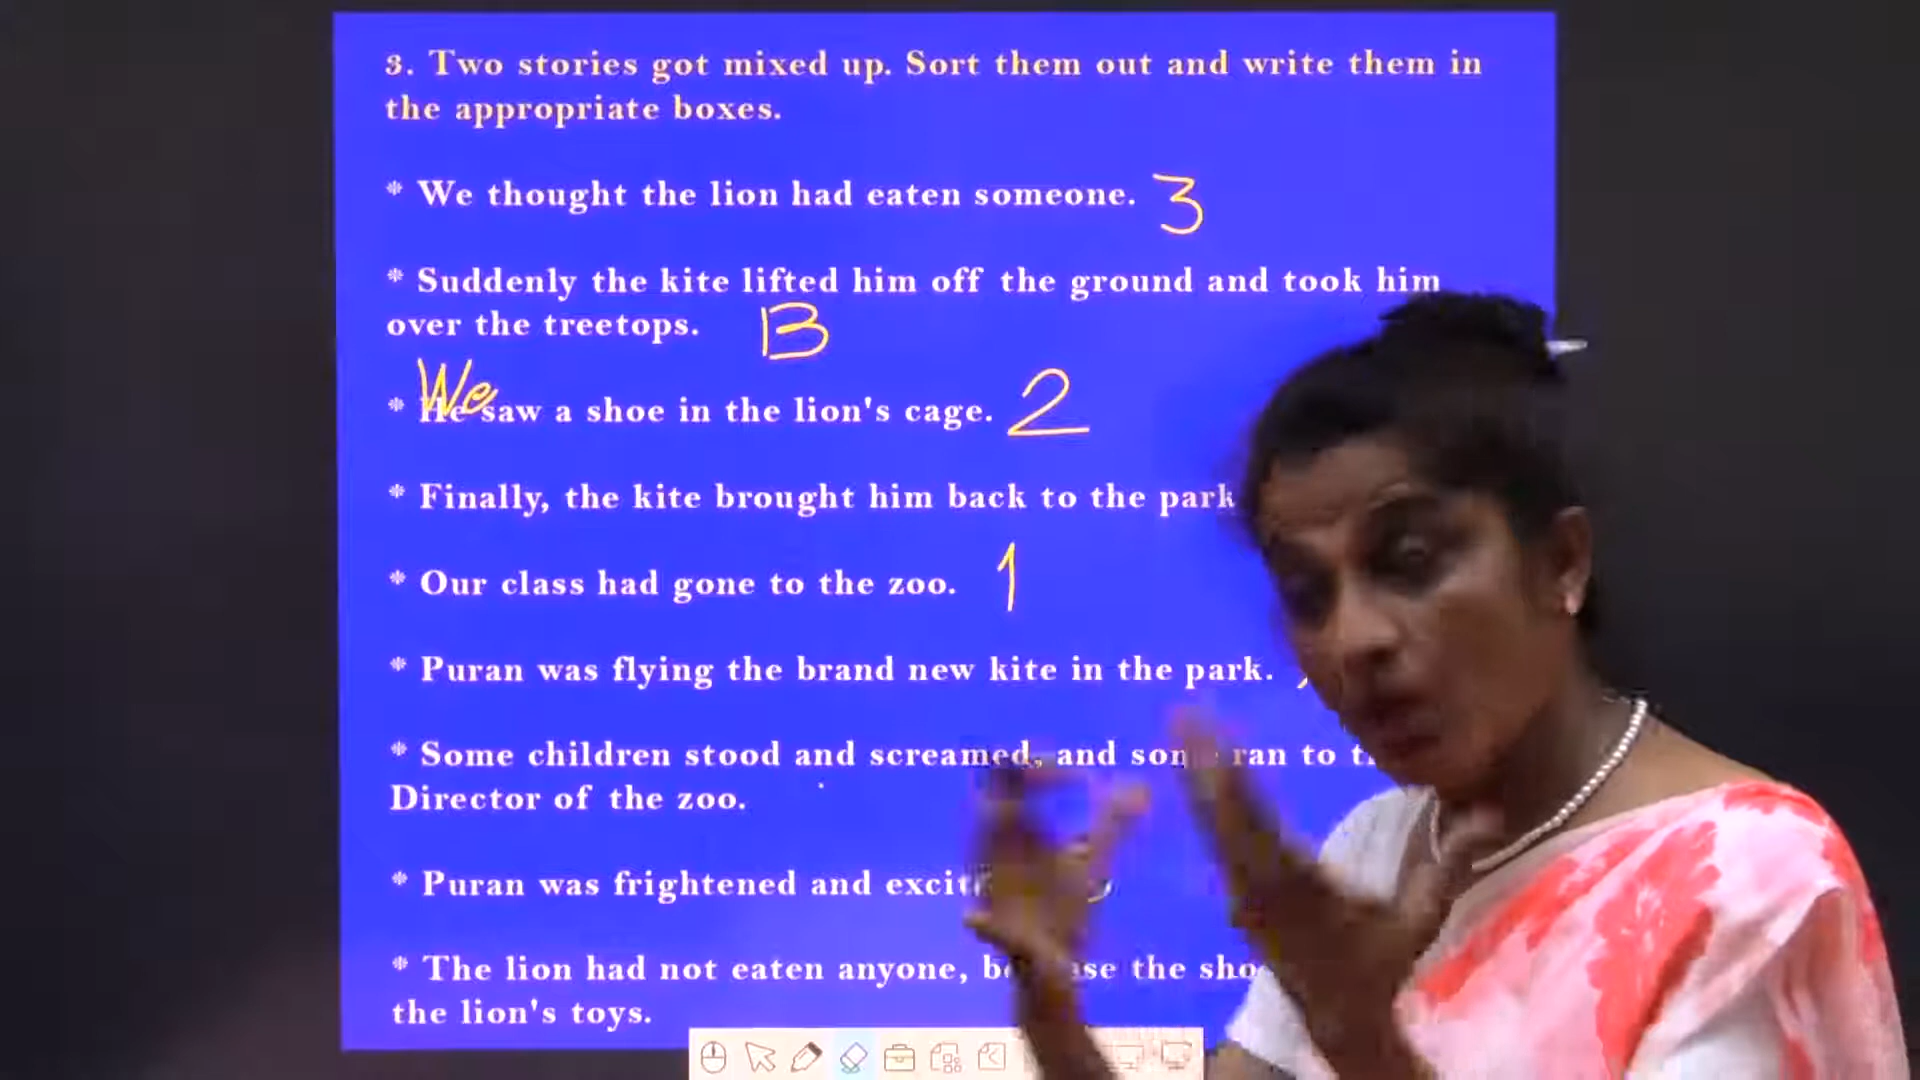 3. Two stories got mixed up. Sort them out and write them in
the appropriate boxes.
* We thought the lion had eaten someone. 3
* Suddenly the kite lifted him off the ground and took him
over the treetops. B
We
* He saw a shoe in the lion's cage. 2
* Finally, the kite brought him back to the park
* Our class had gone to the zoo. 1
* Puran was flying the brand new kite in the park.
* Some children stood and screamed, and ran to
Director of the zoo.
* Puran was frightened and
* The lion had not eaten anyone, the
the lion's toys.